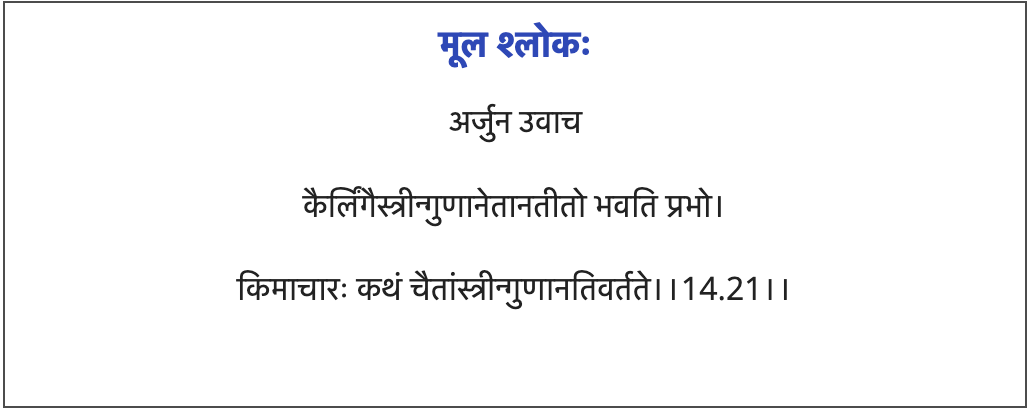 मूल श्लोकः
अर्जुन उवाच
कैर्लिंगैस्त्रीन्गुणानेतानतीतो भवति प्रभो।
किमाचारः कथं चैतांस्त्रीन्गुणानतिवर्तते।।14.21।।